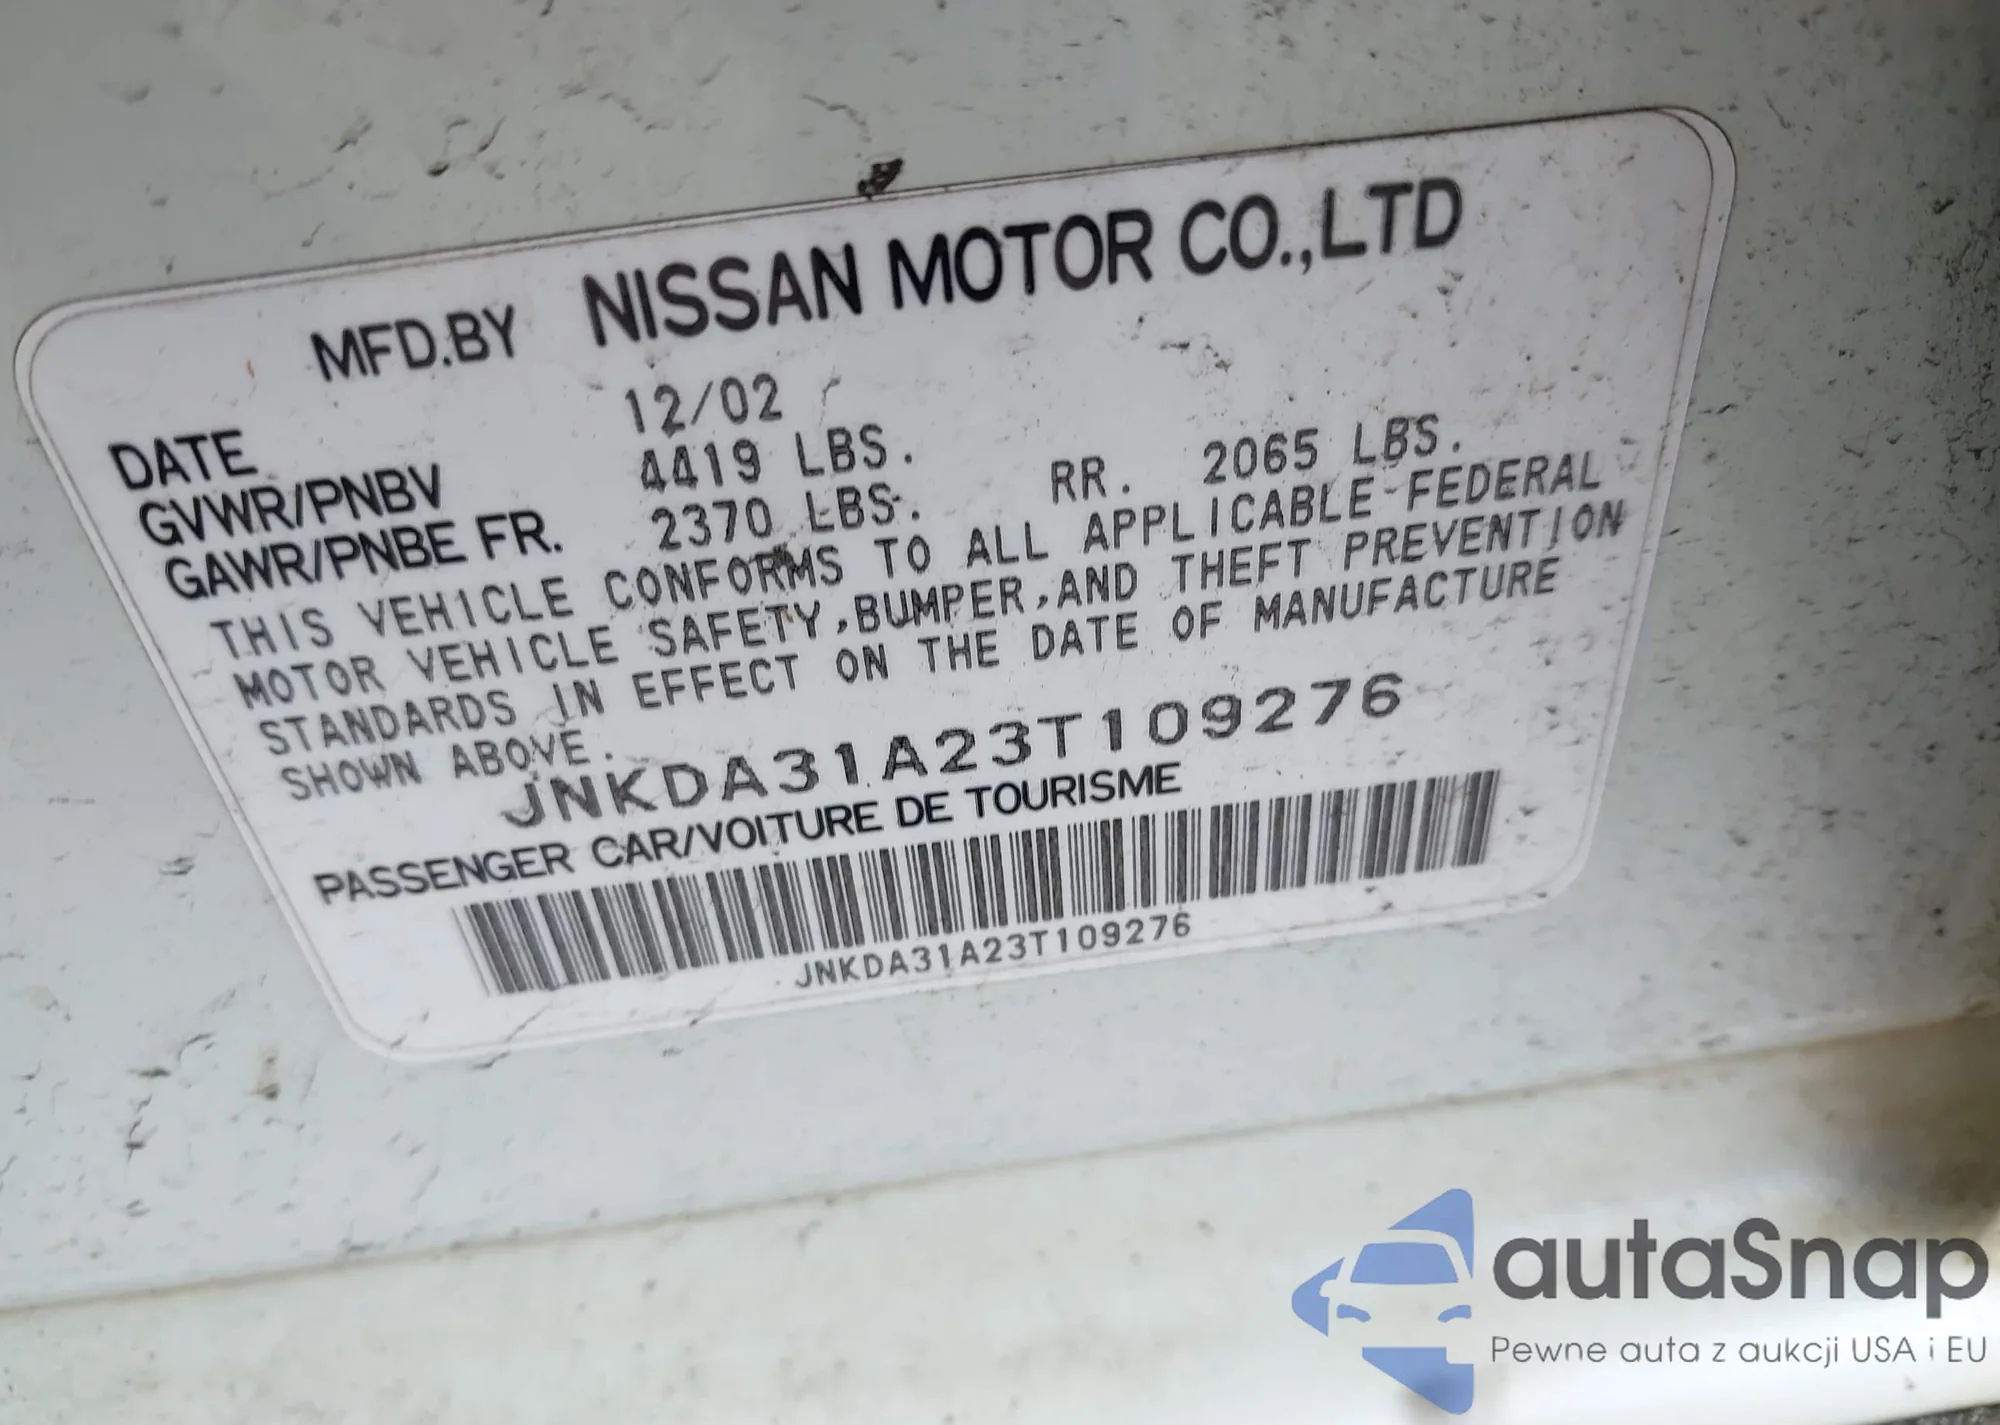 MFD.BY NISSAN MOTOR CO.,LTD
DATE 12/02
GVWR/PNBV 4419 LBS.
GAWR/PNBE FR. 2370 LBS. RR. 2065 LBS.
THIS VEHICLE CONFORMS TO ALL APPLICABLE FEDERAL
MOTOR VEHICLE SAFETY,BUMPER,AND THEFT PREVENTION
STANDARDS IN EFFECT ON THE DATE OF MANUFACTURE
SHOWN ABOVE.
JNKDA31A23T109276
PASSENGER CAR/VOITURE DE TOURISME
JNKDA31A23T109276
autaSnap
Pewne auta z aukcji USA i EU